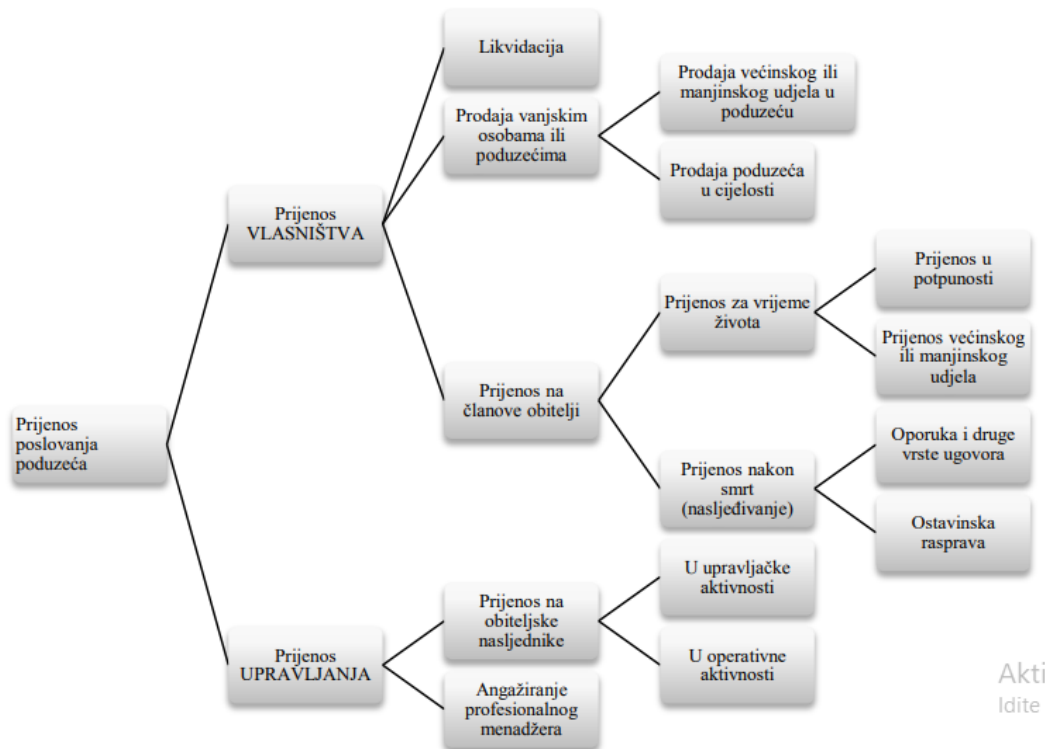 Likvidacija
Prodaja većinskog ili
manjinskog udjela u
poduzeću
Prodaja vanjskim
osobama ili
poduzećima
Prodaja poduzeća
u cijelosti
Prijenos
VLASNIŠTVA
Prijenos u
potpunosti
Prijenos za vrijeme
života
Prijenos većinskog
ili manjinskog
udjela
Prijenos na
članove obitelji
Prijenos
poslovanja
poduzeća
Oporuka i druge
vrste ugovora
Prijenos nakon
smrt
(nasljeđivanje)
Ostavinska
rasprava
U upravljačke
aktivnosti
Prijenos na
obiteljske
nasljednike
Prijenos
UPRAVLJANJA
U operativne
aktivnosti
Angažiranje
profesionalnog
menadžera
Akti
Idite